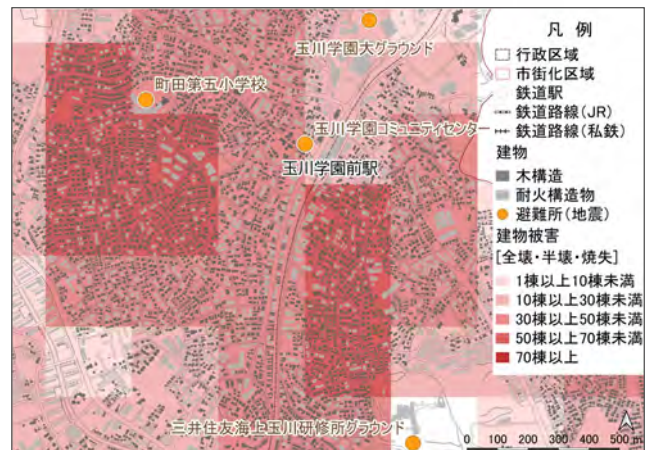 玉川学園大グラウンド
町田第五小学校
玉川学園コミュニティセンター
玉川学園前駅
三井住友海上玉川研修所グラウンド
凡 例
行政区域
市街化区域
鉄道駅
鉄道路線(JR)
鉄道路線(私鉄)
建物
木構造
耐火構造物
避難所(地震)
建物被害
[全壊・半壊・焼失]
1棟以上10棟未満
10棟以上30棟未満
30棟以上50棟未満
50棟以上70棟未満
70棟以上
0 100 200 300 400 500 m